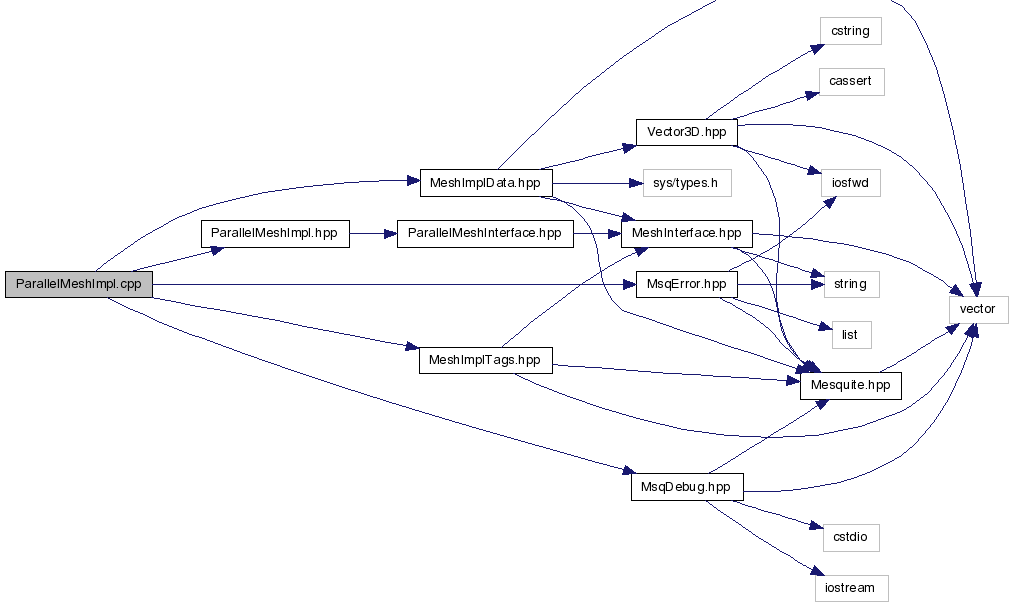 cstring
cassert
Vector3D.hpp
MeshImplData.hpp
sys/types.h
iosfwd
ParallelMeshImpl.hpp
ParallelMeshInterface.hpp
MeshInterface.hpp
ParallelMeshImpl.cpp
MsqError.hpp
string
vector
list
MeshImplTags.hpp
Mesquite.hpp
MsqDebug.hpp
cstdio
iostream